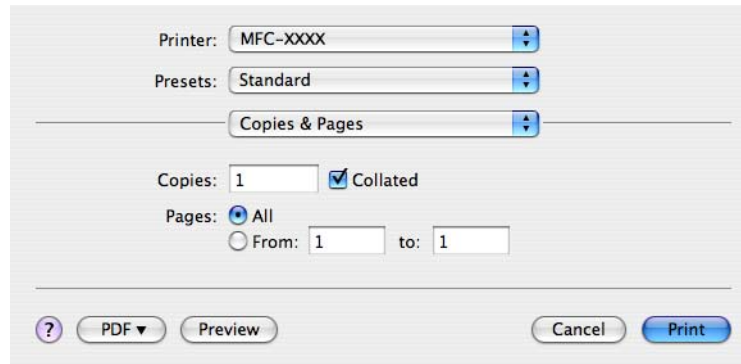 Printer: MFC-XXXX
Presets: Standard
Copies & Pages
Copies: 1 Collated
Pages: All
From: 1 to: 1
? PDF ▼ Preview Cancel Print